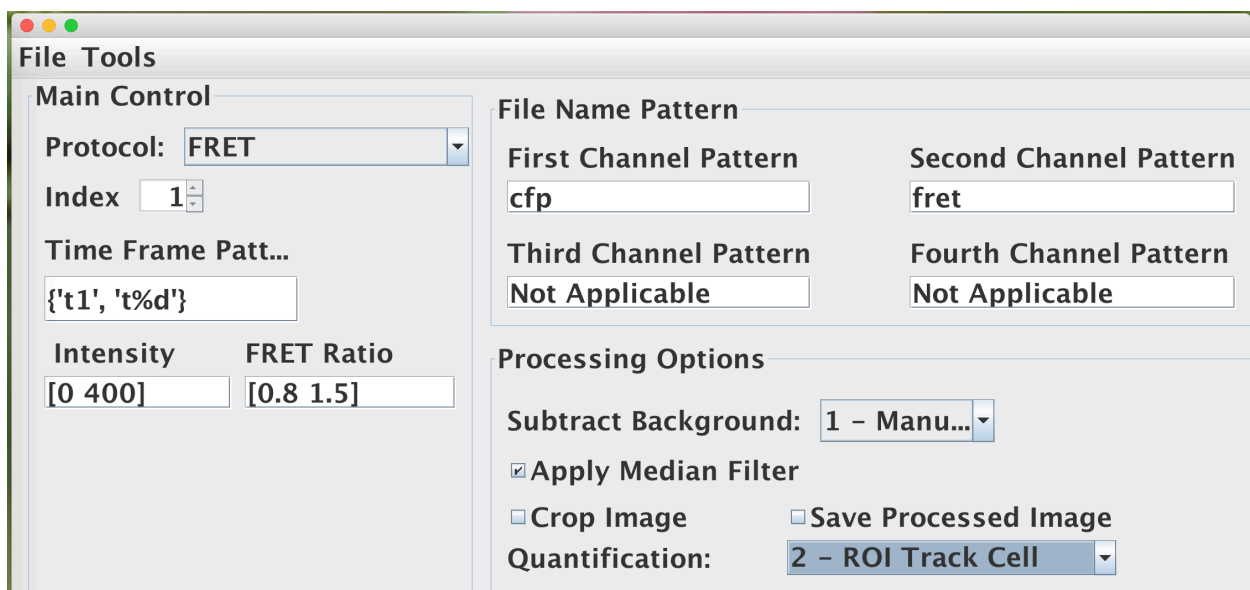 File Tools
Main Control
Protocol: FRET
Index 1
Time Frame Patt...
{'t1', 't%d'}
Intensity FRET Ratio
[0 400] [0.8 1.5]
File Name Pattern
First Channel Pattern Second Channel Pattern
cfp fret
Third Channel Pattern Fourth Channel Pattern
Not Applicable Not Applicable
Processing Options
Subtract Background: 1 – Manu...
Apply Median Filter
Crop Image Save Processed Image
Quantification: 2 – ROI Track Cell